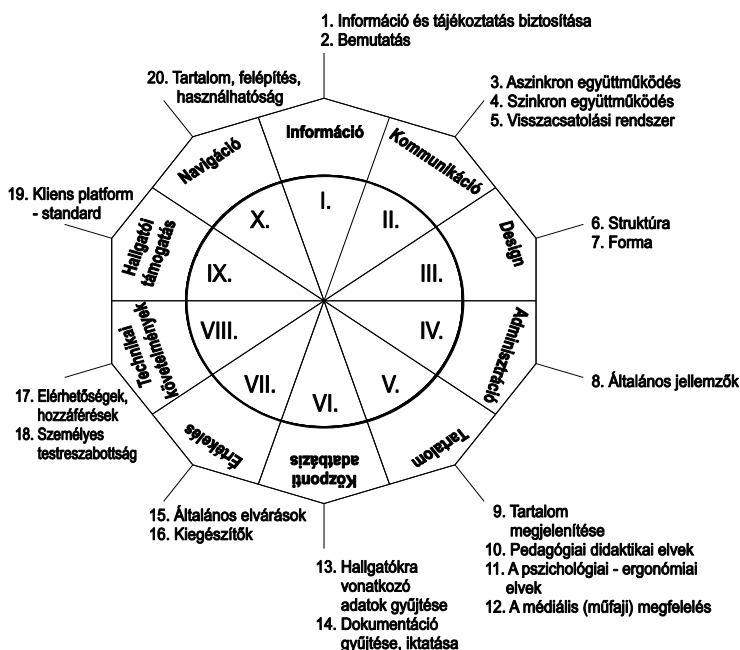 1. Információ és tájékoztatás biztosítása
2. Bemutatás
20. Tartalom, felépítés,
használhatóság
3. Aszinkron együttműködés
4. Szinkron együttműködés
5. Visszacsatolási rendszer
Információ
Kommunikáció
Navigáció
I.
II.
X.
19. Kliens platform
- standard
Hallgatói
támogatás
Design
6. Struktúra
7. Forma
IX.
III.
VIII.
IV.
Technikai
követelmények
Adminisztráció
8. Általános jellemzők
VII.
V.
VI.
17. Elérhetőségek,
hozzáférések
18. Személyes
testreszabottság
Értékelés
Központi
adatbázis
Tartalom
15. Általános elvárások
16. Kiegészítők
9. Tartalom
megjelenítése
10. Pedagógiai didaktikai elvek
11. A pszichológiai - ergonómiai
elvek
12. A médiális (műfaji) megfelelés
13. Hallgatókra
vonatkozó
adatok gyűjtése
14. Dokumentáció
gyűjtése, iktatása